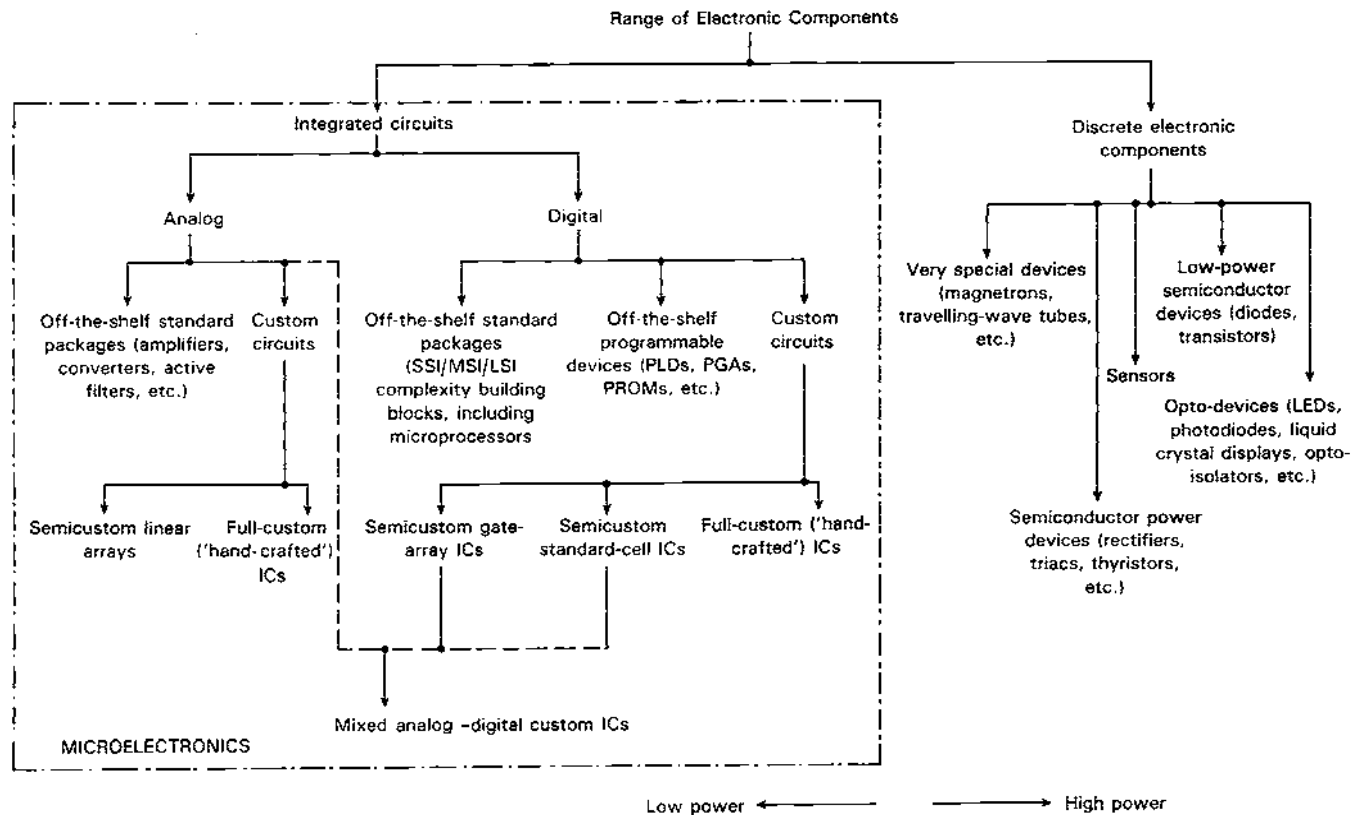 Range of Electronic Components
Integrated circuits
Discrete electronic
components
Analog
Digital
Off-the-shelf standard
packages (amplifiers,
converters, active
filters, etc.)
Custom
circuits
Off-the-shelf standard
packages
(SSI/MSI/LSI
complexity building
blocks, including
microprocessors
Off-the-shelf
programmable
devices (PLDs, PGAs,
PROMs, etc.)
Custom
circuits
Very special devices
(magnetrons,
travelling-wave tubes,
etc.)
Low-power
semiconductor
devices (diodes,
transistors)
Sensors
Opto-devices (LEDs,
photodiodes, liquid
crystal displays, opto-
isolators, etc.)
Semiconductor power
devices (rectifiers,
triacs, thyristors,
etc.)
Semicustom linear
arrays
Full-custom
('hand-crafted')
ICs
Semicustom gate-
array ICs
Semicustom
standard-cell ICs
Full-custom ('hand-
crafted') ICs
Mixed analog –digital custom ICs
MICROELECTRONICS
Low power
High power